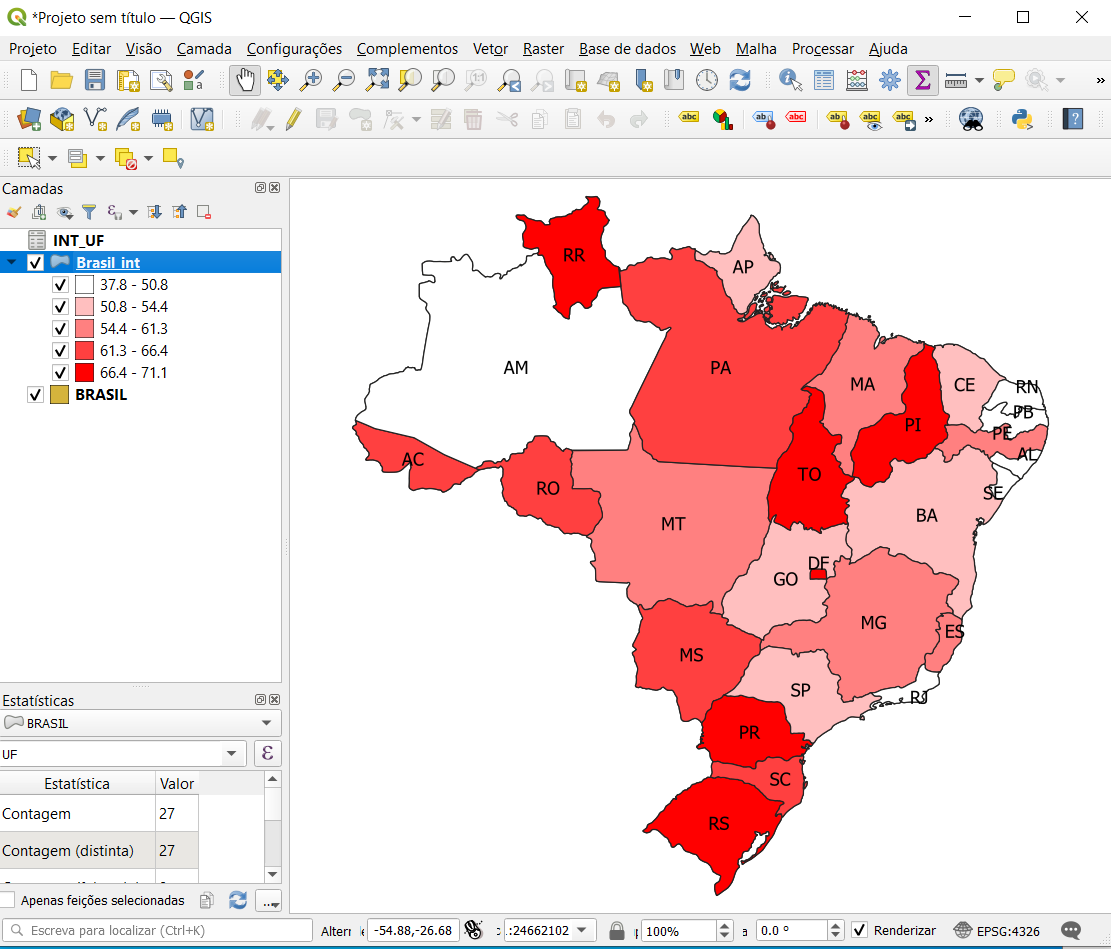 *Projeto sem título — QGIS
Projeto Editar Visão Camada Configurações Complementos Vetor Raster Base de dados Web Malha Processar Ajuda
Camadas
INT_UF
Brasil int
37.8 - 50.8
50.8 - 54.4
54.4 - 61.3
61.3 - 66.4
66.4 - 71.1
BRASIL
RR
AP
AM
PA
MA
CE
RN
PB
PI
PE
AL
AC
RO
TO
SE
MT
BA
DF
GO
MG
ES
MS
SP
RJ
PR
SC
RS
Estatísticas
BRASIL
UF
Estatística Valor
Contagem 27
Contagem (distinta) 27
Apenas feições selecionadas
Escreva para localizar (Ctrl+K) -54.88,-26.68 :24662102 100% 0.0 ° Renderizar EPSG:4326